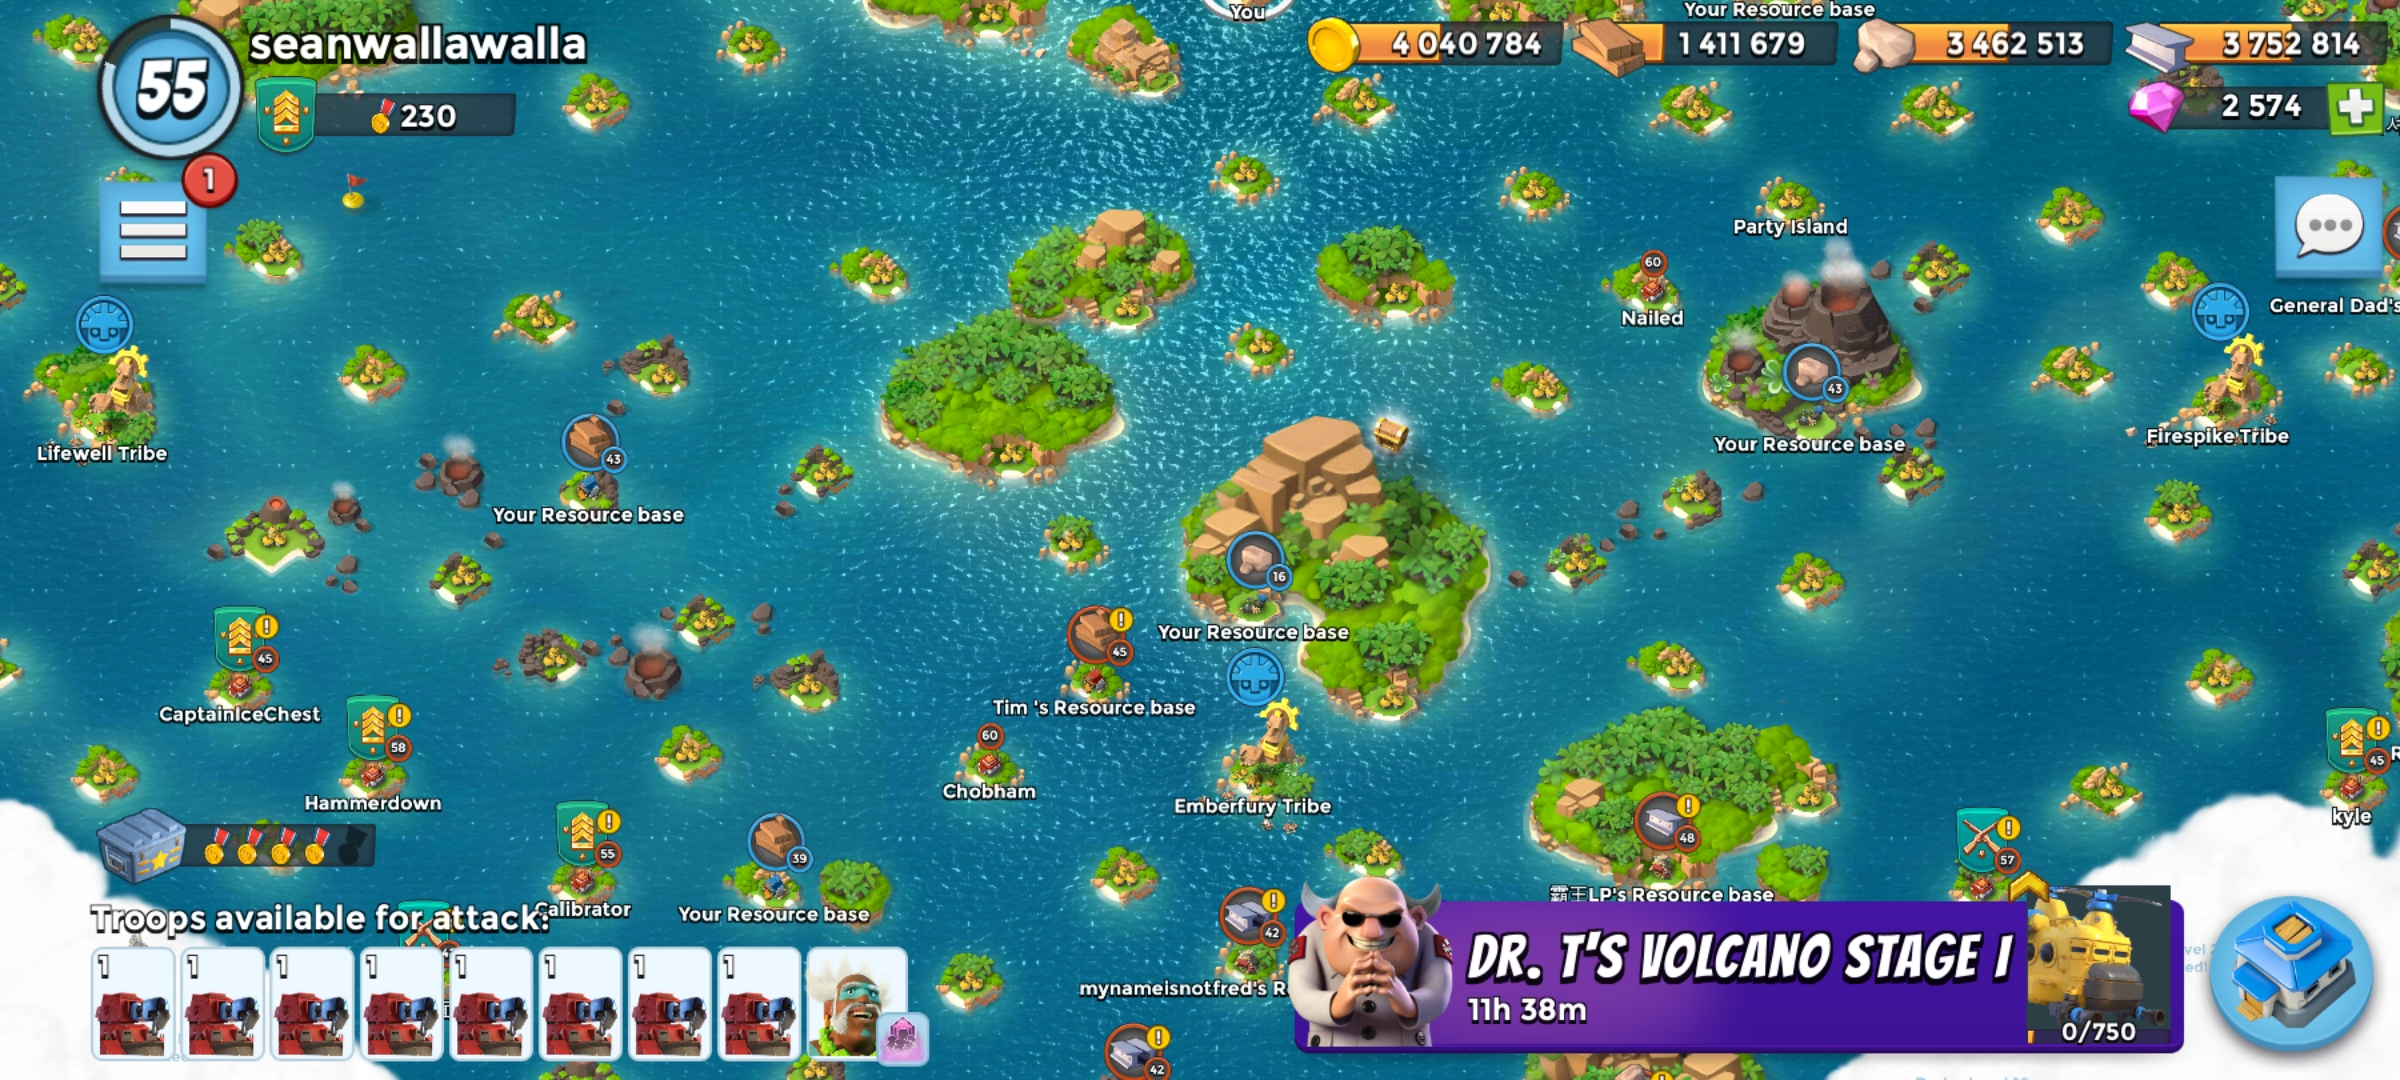 You
Your Resource base
55
seanwallawalla
230
4 040 784
1 411 679
3 462 513
3 752 814
2 574
1
Party Island
60
Nailed
General Dad's
43
Your Resource base
Firespike Tribe
Lifewell Tribe
43
Your Resource base
16
Your Resource base
45
Tim 's Resource base
45
CaptainIceChest
58
Hammerdown
60
Chobham
Emberfury Tribe
45
kyle
55
Calibrator
39
Your Resource base
48
霸王LP's Resource base
57
42
mynameisnotfred's R
Troops available for attack:
1
1
1
1
1
1
1
1
DR. T'S VOLCANO STAGE I
11h 38m
0/750
42